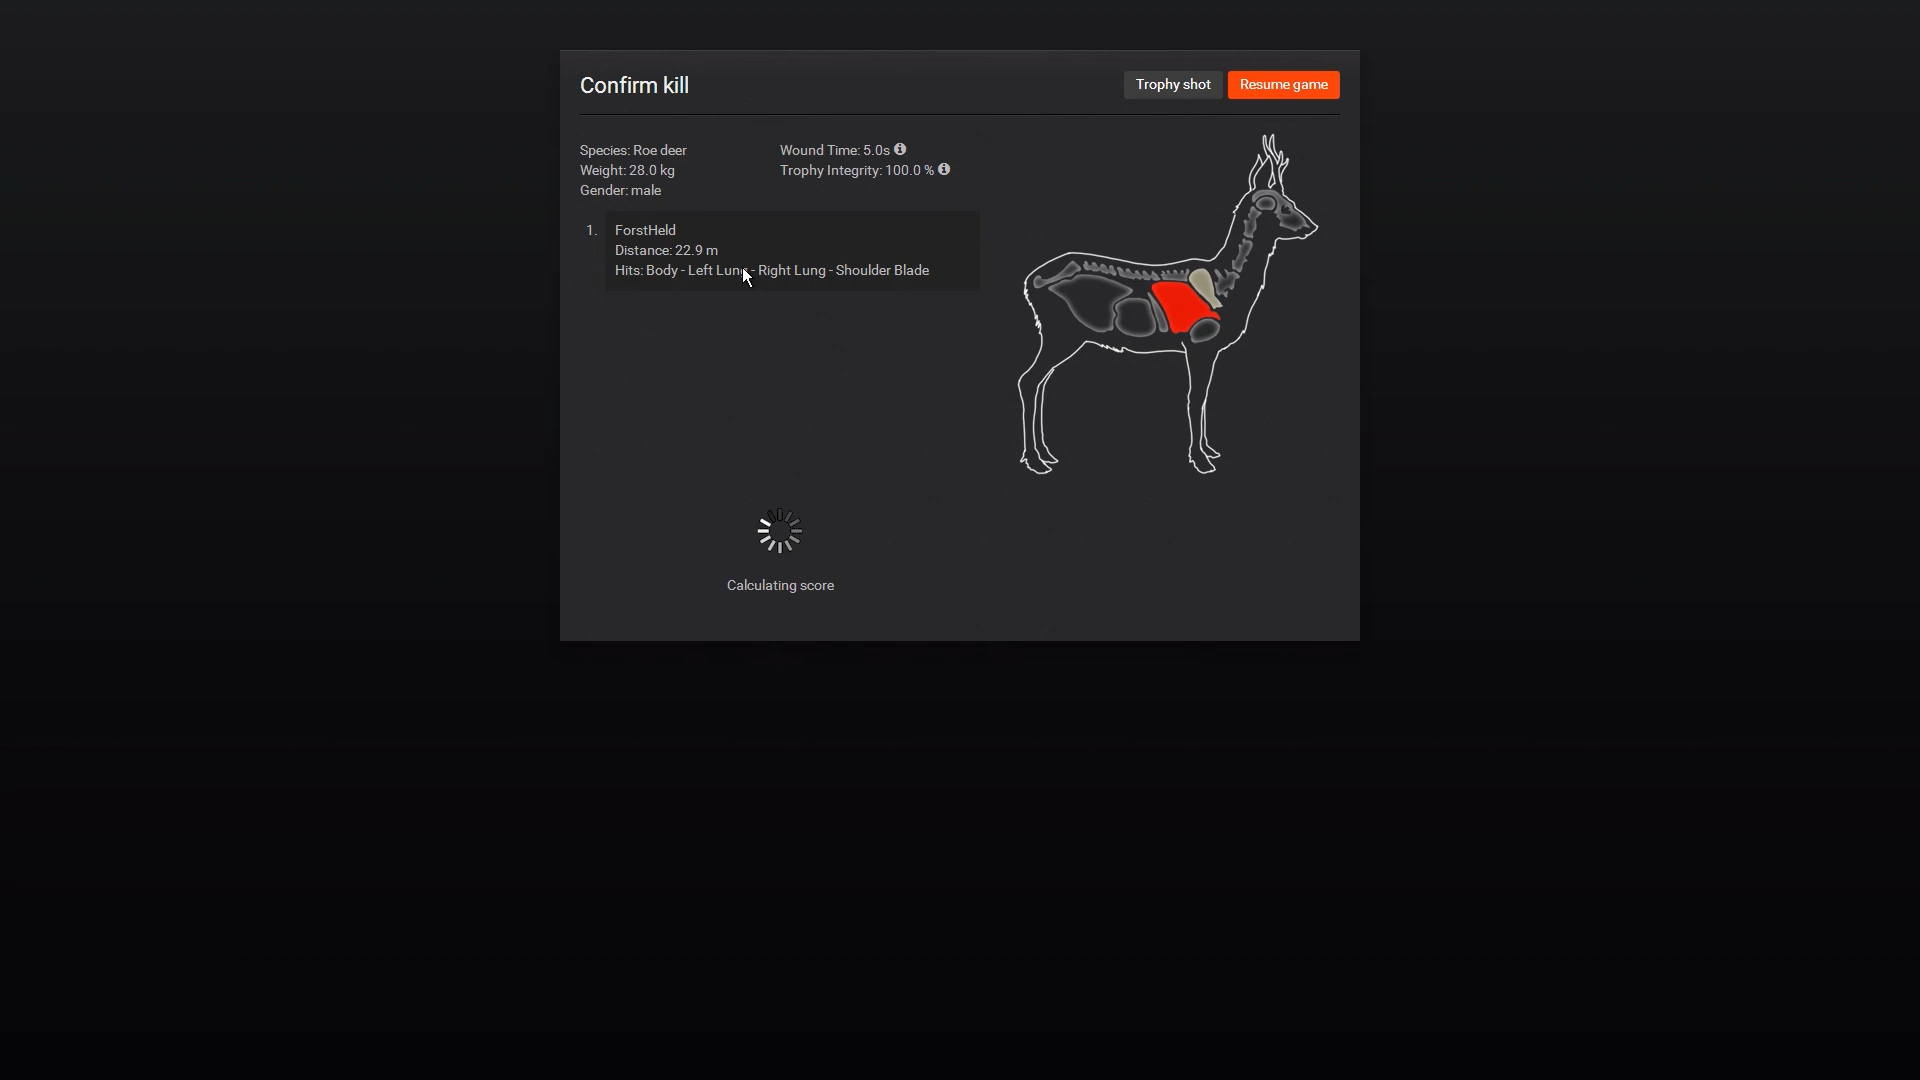 Confirm kill
Trophy shot
Resume game
Species: Roe deer
Weight: 28.0 kg
Gender: male
Wound Time: 5.0s
Trophy Integrity: 100.0 %
1.
ForstHeld
Distance: 22.9 m
Hits: Body - Left Lung - Right Lung - Shoulder Blade
Calculating score